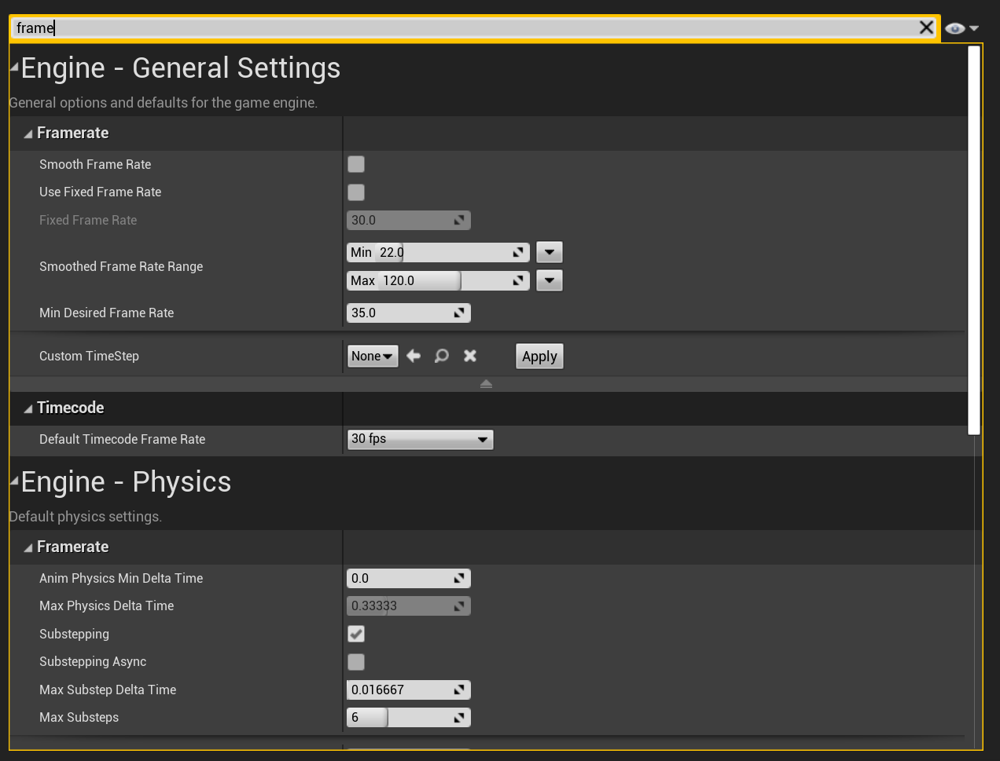 frame
Engine - General Settings
General options and defaults for the game engine.
Framerate
Smooth Frame Rate
Use Fixed Frame Rate
Fixed Frame Rate 30.0
Smoothed Frame Rate Range
Min 22.0
Max 120.0
Min Desired Frame Rate 35.0
Custom TimeStep None Apply
Timecode
Default Timecode Frame Rate 30 fps
Engine - Physics
Default physics settings.
Framerate
Anim Physics Min Delta Time 0.0
Max Physics Delta Time 0.33333
Substepping
Substepping Async
Max Substep Delta Time 0.016667
Max Substeps 6